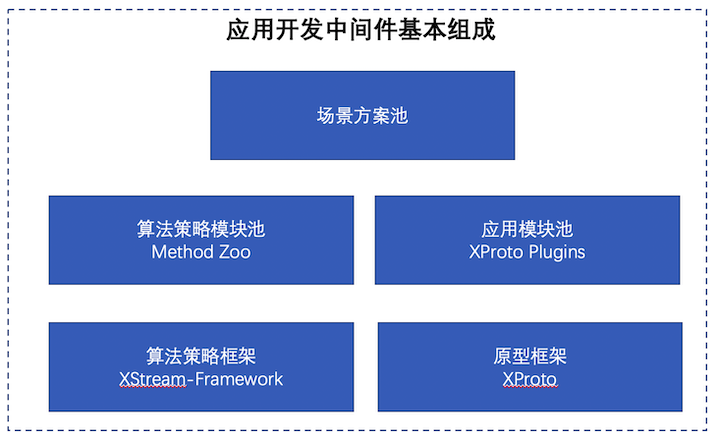 应用开发中间件基本组成
场景方案池
算法策略模块池
Method Zoo
应用模块池
XProto Plugins
算法策略框架
XStream-Framework
原型框架
XProto